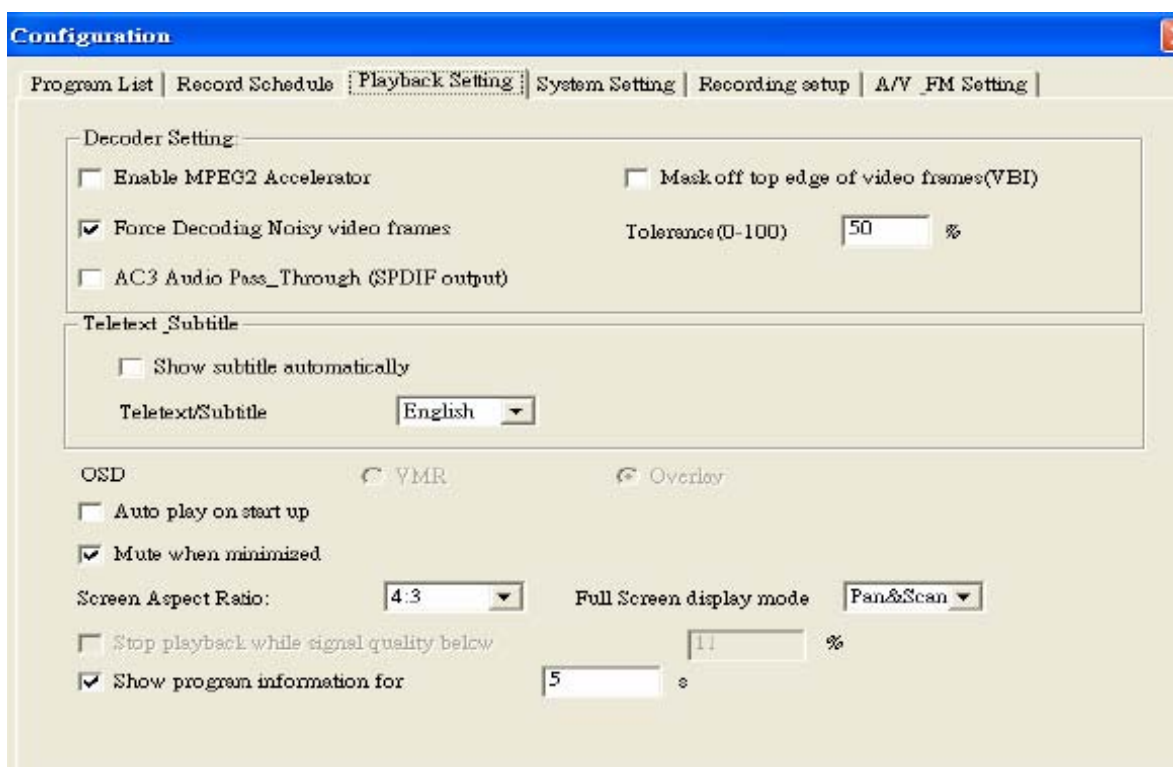 Configuration
Program List | Record Schedule | Playback Setting | System Setting | Recording setup | A/V _FM Setting |
Decoder Setting:
Enable MPEG2 Accelerator Mask off top edge of video frames(VBI)
Force Decoding Noisy video frames Tolerance(0-100) 50 %
AC3 Audio Pass_Through (SPDIF output)
Teletext_Subtitle
Show subtitle automatically
Teletext/Subtitle English
OSD VMR Overlay
Auto play on start up
Mute when minimized
Screen Aspect Ratio: 4:3 Full Screen display mode Pan&Scan
Stop playback while signal quality below 11 %
Show program information for 5 s